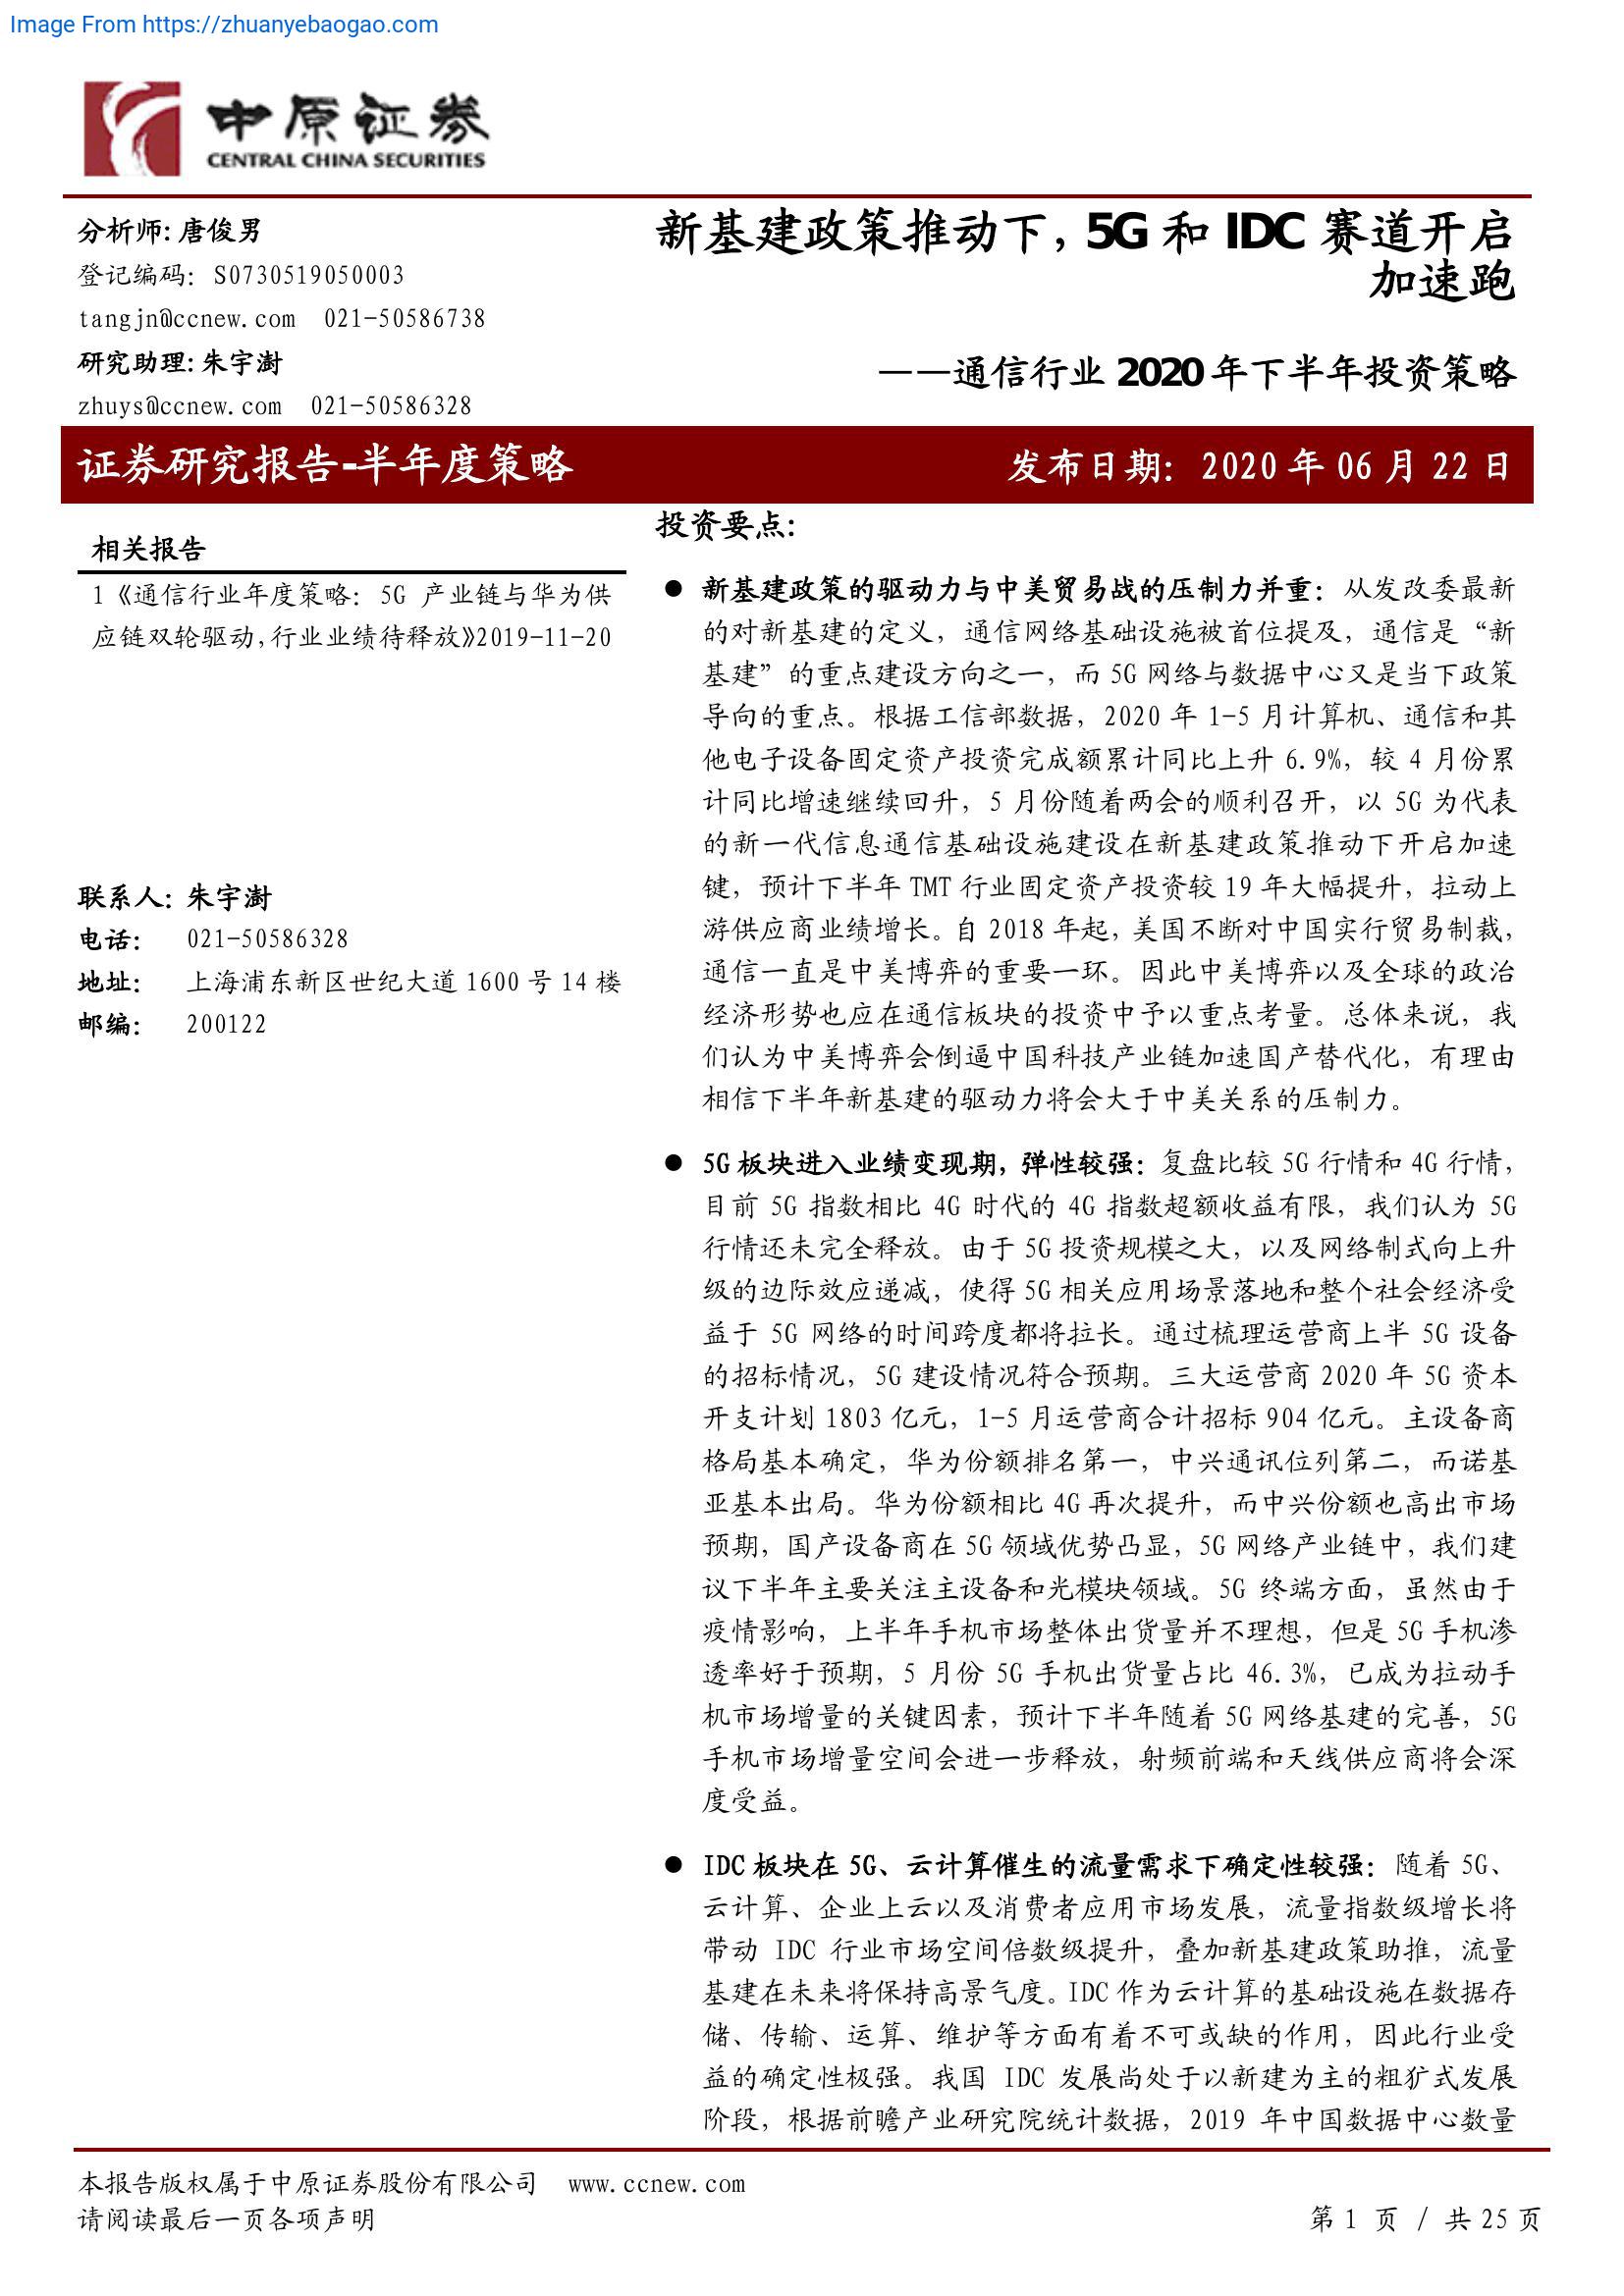 Image From https://zhuanyebaogao.com
中原证券
CENTRAL CHINA SECURITIES
分析师:唐俊男
登记编码：S0730519050003
tangjn@ccnew.com 021-50586738
研究助理:朱宇澍
zhuys@ccnew.com 021-50586328
新基建政策推动下，5G 和 IDC 赛道开启
加速跑
——通信行业 2020 年下半年投资策略
证券研究报告-半年度策略
发布日期：2020 年 06 月 22 日
相关报告
1《通信行业年度策略：5G 产业链与华为供
应链双轮驱动,行业业绩待释放》2019-11-20
联系人：朱宇澍
电话：021-50586328
地址：上海浦东新区世纪大道 1600 号 14 楼
邮编：200122
投资要点:
● 新基建政策的驱动力与中美贸易战的压制力并重：从发改委最新
的对新基建的定义，通信网络基础设施被首位提及，通信是“新
基建”的重点建设方向之一，而 5G 网络与数据中心又是当下政策
导向的重点。根据工信部数据，2020 年 1-5 月计算机、通信和其
他电子设备固定资产投资完成额累计同比上升 6.9%，较 4 月份累
计同比增速继续回升，5 月份随着两会的顺利召开，以 5G 为代表
的新一代信息通信基础设施建设在新基建政策推动下开启加速
键，预计下半年 TMT 行业固定资产投资较 19 年大幅提升，拉动上
游供应商业绩增长。自 2018 年起，美国不断对中国实行贸易制裁，
通信一直是中美博弈的重要一环。因此中美博弈以及全球的政治
经济形势也应在通信板块的投资中予以重点考量。总体来说，我
们认为中美博弈会倒逼中国科技产业链加速国产替代化，有理由
相信下半年新基建的驱动力将会大于中美关系的压制力。
● 5G 板块进入业绩变现期，弹性较强：复盘比较 5G 行情和 4G 行情，
目前 5G 指数相比 4G 时代的 4G 指数超额收益有限，我们认为 5G
行情还未完全释放。由于 5G 投资规模之大，以及网络制式向上升
级的边际效应递减，使得 5G 相关应用场景落地和整个社会经济受
益于 5G 网络的时间跨度都将拉长。通过梳理运营商上半 5G 设备
的招标情况，5G 建设情况符合预期。三大运营商 2020 年 5G 资本
开支计划 1803 亿元，1-5 月运营商合计招标 904 亿元。主设备商
格局基本确定，华为份额排名第一，中兴通讯位列第二，而诺基
亚基本出局。华为份额相比 4G 再次提升，而中兴份额也高出市场
预期，国产设备商在 5G 领域优势凸显，5G 网络产业链中，我们建
议下半年主要关注主设备和光模块领域。5G 终端方面，虽然由于
疫情影响，上半年手机市场整体出货量并不理想，但是 5G 手机渗
透率好于预期，5 月份 5G 手机出货量占比 46.3%，已成为拉动手
机市场增量的关键因素，预计下半年随着 5G 网络基建的完善，5G
手机市场增量空间会进一步释放，射频前端和天线供应商将会深
度受益。
● IDC 板块在 5G、云计算催生的流量需求下确定性较强：随着 5G、
云计算、企业上云以及消费者应用市场发展，流量指数级增长将
带动 IDC 行业市场空间倍数级提升，叠加新基建政策助推，流量
基建在未来将保持高景气度。IDC 作为云计算的基础设施在数据存
储、传输、运算、维护等方面有着不可或缺的作用，因此行业受
益的确定性极强。我国 IDC 发展尚处于以新建为主的粗犷式发展
阶段，根据前瞻产业研究院统计数据，2019 年中国数据中心数量
本报告版权属于中原证券股份有限公司 www.ccnew.com
请阅读最后一页各项声明
第 1 页 / 共 25 页